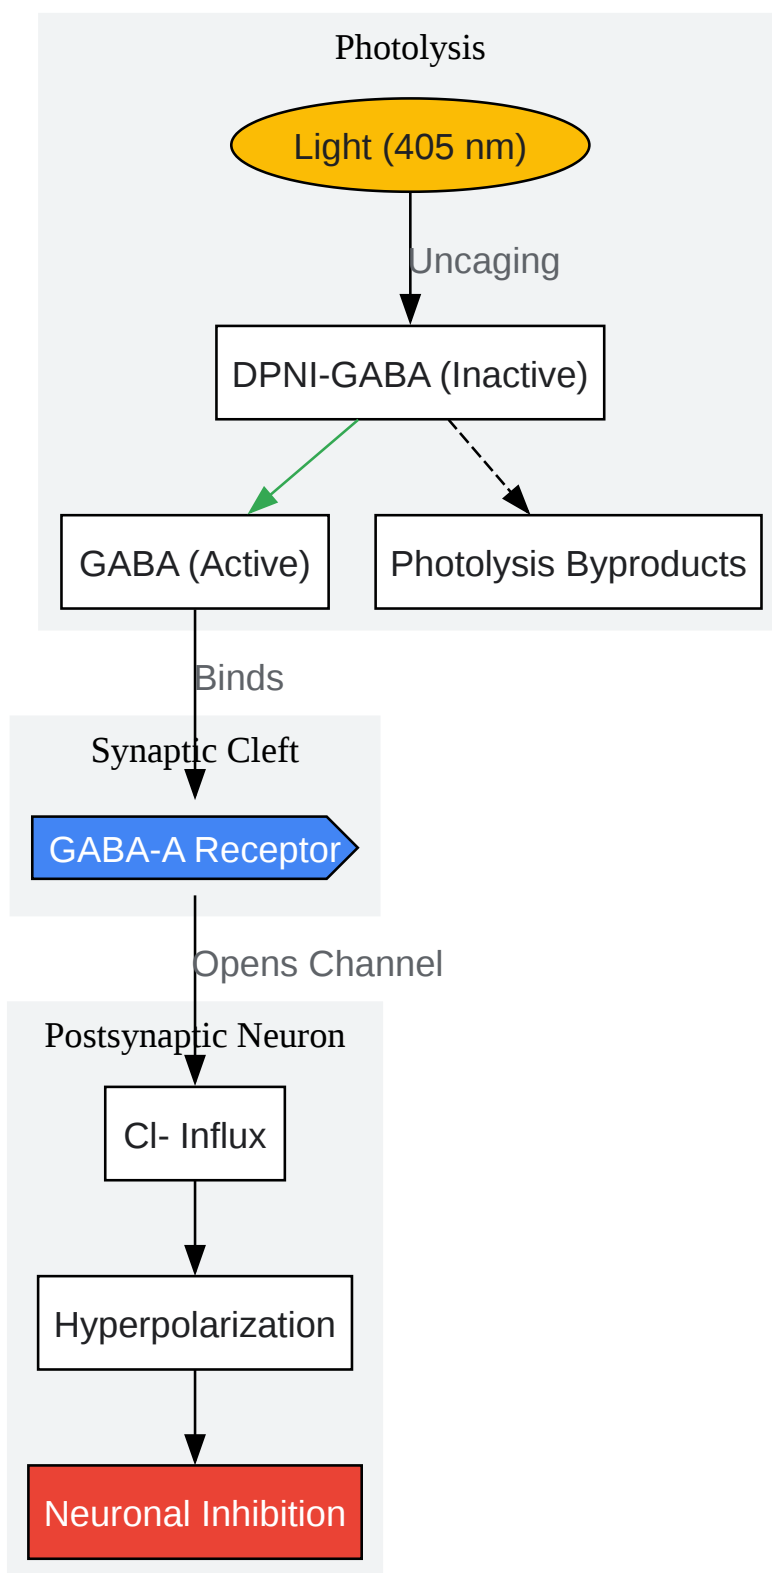 Photolysis
Light (405 nm)
Uncaging
DPNI-GABA (Inactive)
GABA (Active)
Photolysis Byproducts
Binds
Synaptic Cleft
GABA-A Receptor
Opens Channel
Postsynaptic Neuron
Cl- Influx
Hyperpolarization
Neuronal Inhibition